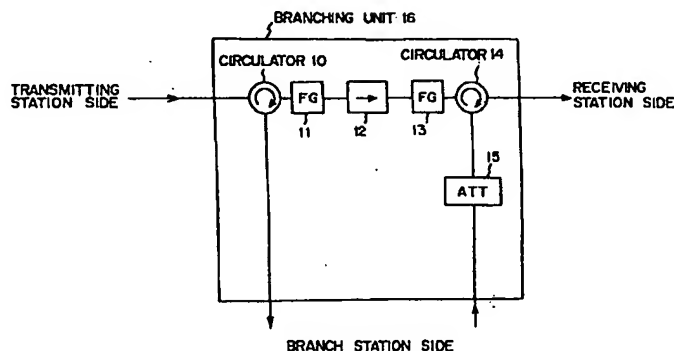 BRANCHING UNIT 16
CIRCULATOR 10
CIRCULATOR 14
TRANSMITTING
STATION SIDE
FG
FG
RECEIVING
STATION SIDE
11
12
13
15
ATT
BRANCH STATION SIDE